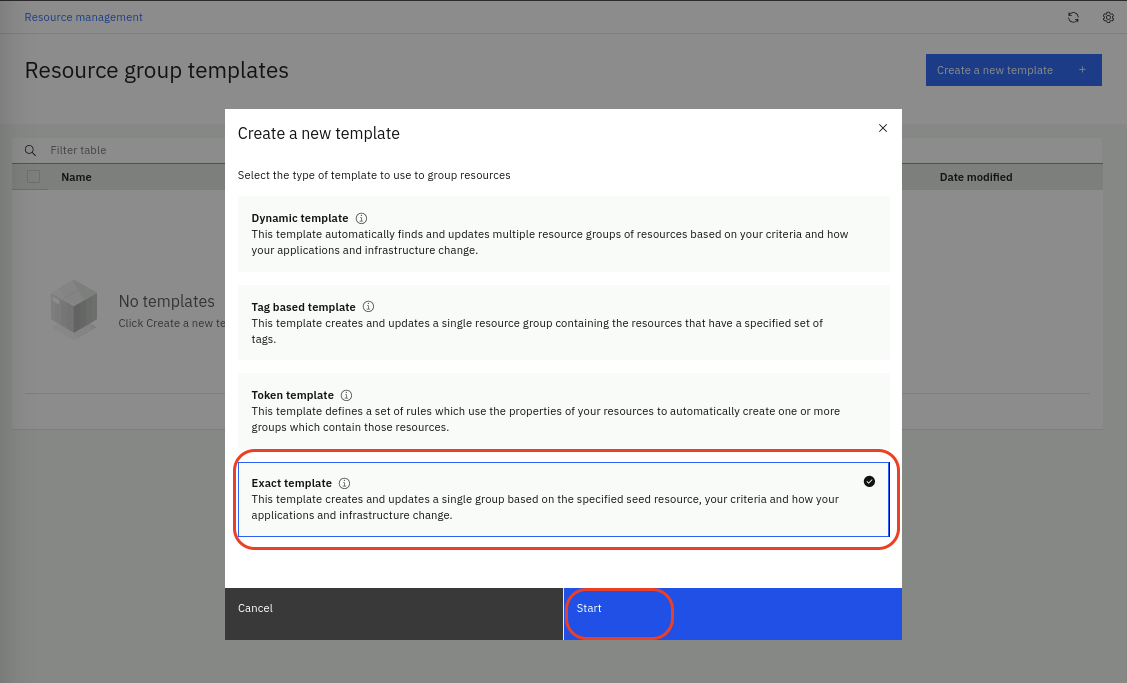 Resource management
Resource group templates
Create a new template +
Filter table
Name
Date modified
No templates
Click Create a new te
Create a new template
Select the type of template to use to group resources
Dynamic template
This template automatically finds and updates multiple resource groups of resources based on your criteria and how
your applications and infrastructure change.
Tag based template
This template creates and updates a single resource group containing the resources that have a specified set of
tags.
Token template
This template defines a set of rules which use the properties of your resources to automatically create one or more
groups which contain those resources.
Exact template
This template creates and updates a single group based on the specified seed resource, your criteria and how your
applications and infrastructure change.
Cancel
Start